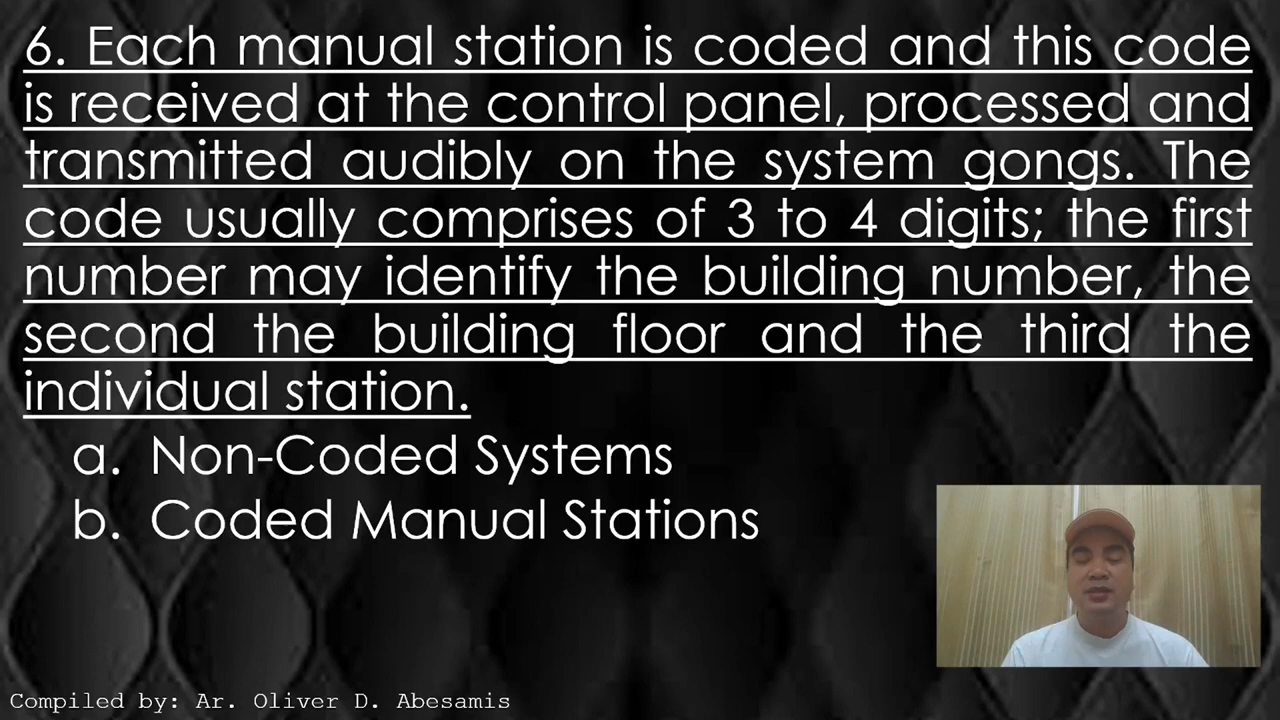 6. Each manual station is coded and this code
is received at the control panel, processed and
transmitted audibly on the system gongs. The
code usually comprises of 3 to 4 digits; the first
number may identify the building number, the
second the building floor and the third the
individual station.
a. Non-Coded Systems
b. Coded Manual Stations
Compiled by: Ar. Oliver D. Abesamis